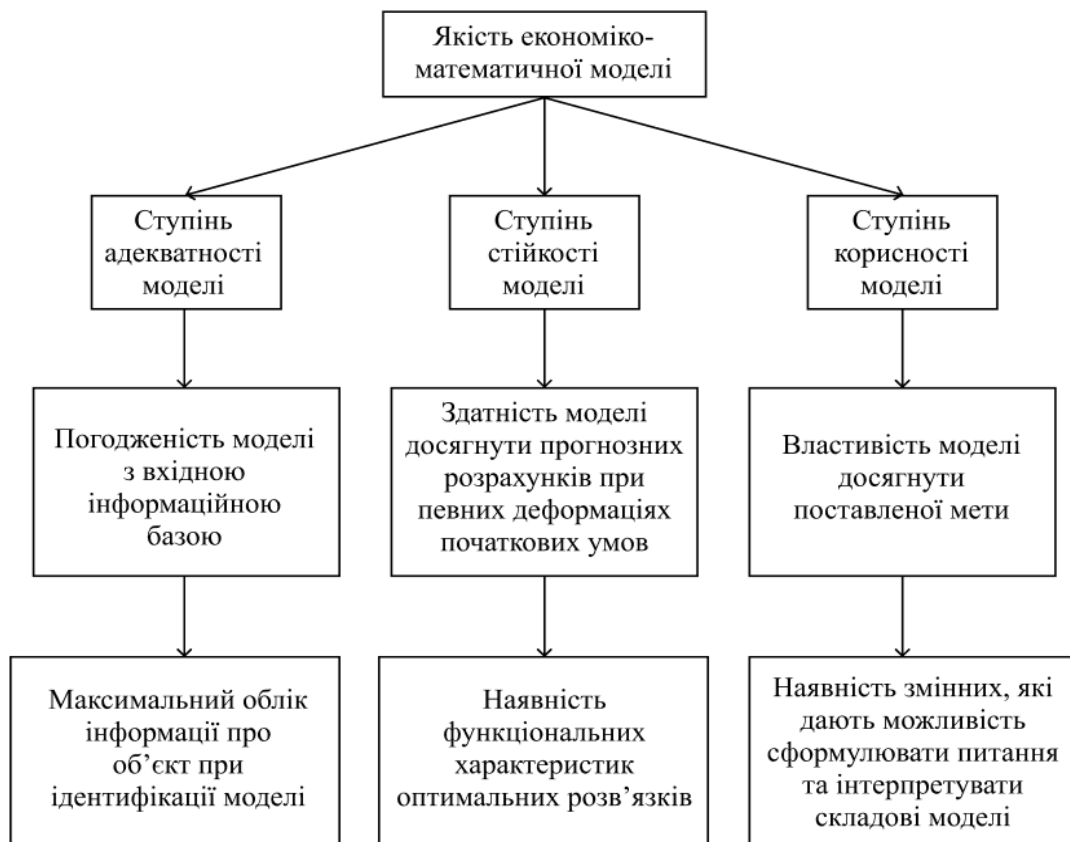 Якість економіко-
математичної моделі
Ступінь
адекватності
моделі
Ступінь
стійкості
моделі
Ступінь
корисності
моделі
Погодженість моделі
з вхідною
інформаційною
базою
Здатність моделі
досягнути прогнозних
розрахунків при
певних деформаціях
початкових умов
Властивість моделі
досягнути
поставленої мети
Максимальний облік
інформації про
об’єкт при
ідентифікації моделі
Наявність
функціональних
характеристик
оптимальних розв’язків
Наявність змінних, які
дають можливість
сформулювати питання
та інтерпретувати
складові моделі